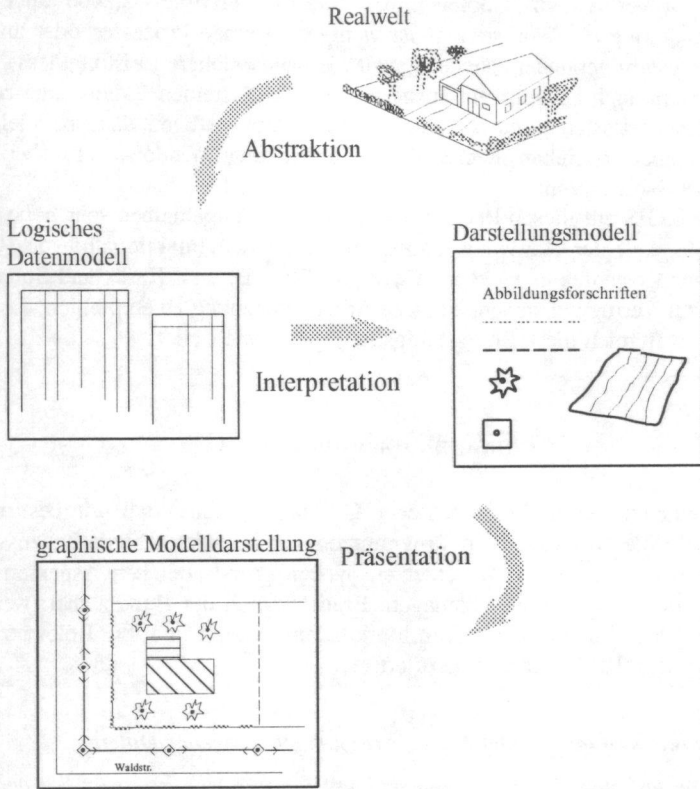 Realwelt
Abstraktion
Logisches
Datenmodell
Darstellungsmodell
Abbildungsforschriften
Interpretation
graphische Modelldarstellung
Präsentation
Waldstr.